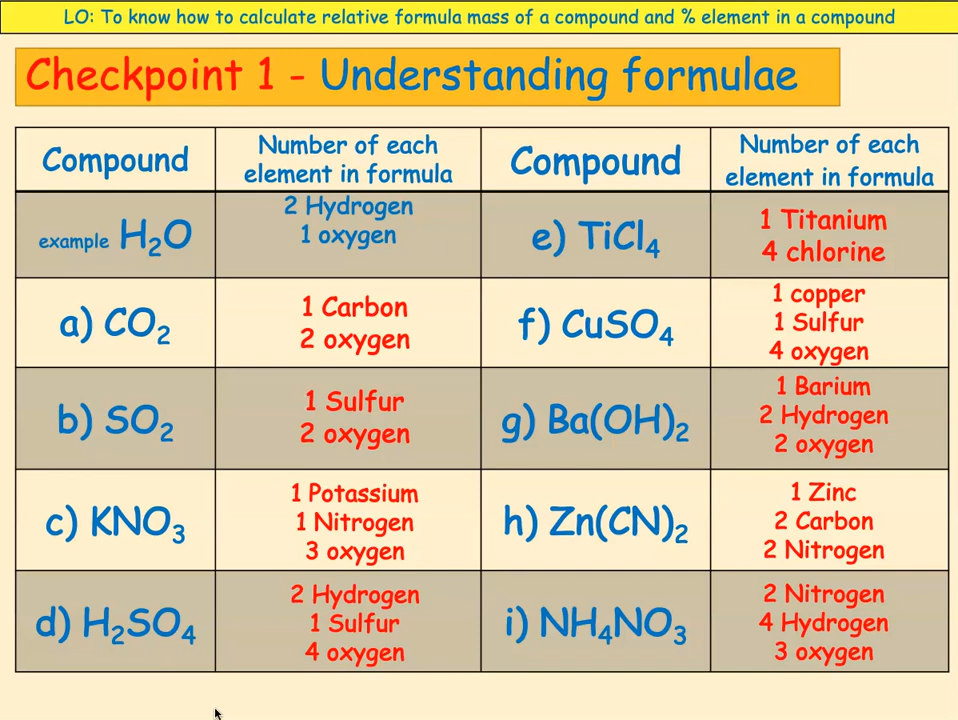 LO: To know how to calculate relative formula mass of a compound and % element in a compound
Checkpoint 1 - Understanding formulae
Compound
Number of each
element in formula
Compound
Number of each
element in formula
example H₂O
2 Hydrogen
1 oxygen
e) TiCl₄
1 Titanium
4 chlorine
a) CO₂
1 Carbon
2 oxygen
f) CuSO₄
1 copper
1 Sulfur
4 oxygen
b) SO₂
1 Sulfur
2 oxygen
g) Ba(OH)₂
1 Barium
2 Hydrogen
2 oxygen
c) KNO₃
1 Potassium
1 Nitrogen
3 oxygen
h) Zn(CN)₂
1 Zinc
2 Carbon
2 Nitrogen
d) H₂SO₄
2 Hydrogen
1 Sulfur
4 oxygen
i) NH₄NO₃
2 Nitrogen
4 Hydrogen
3 oxygen